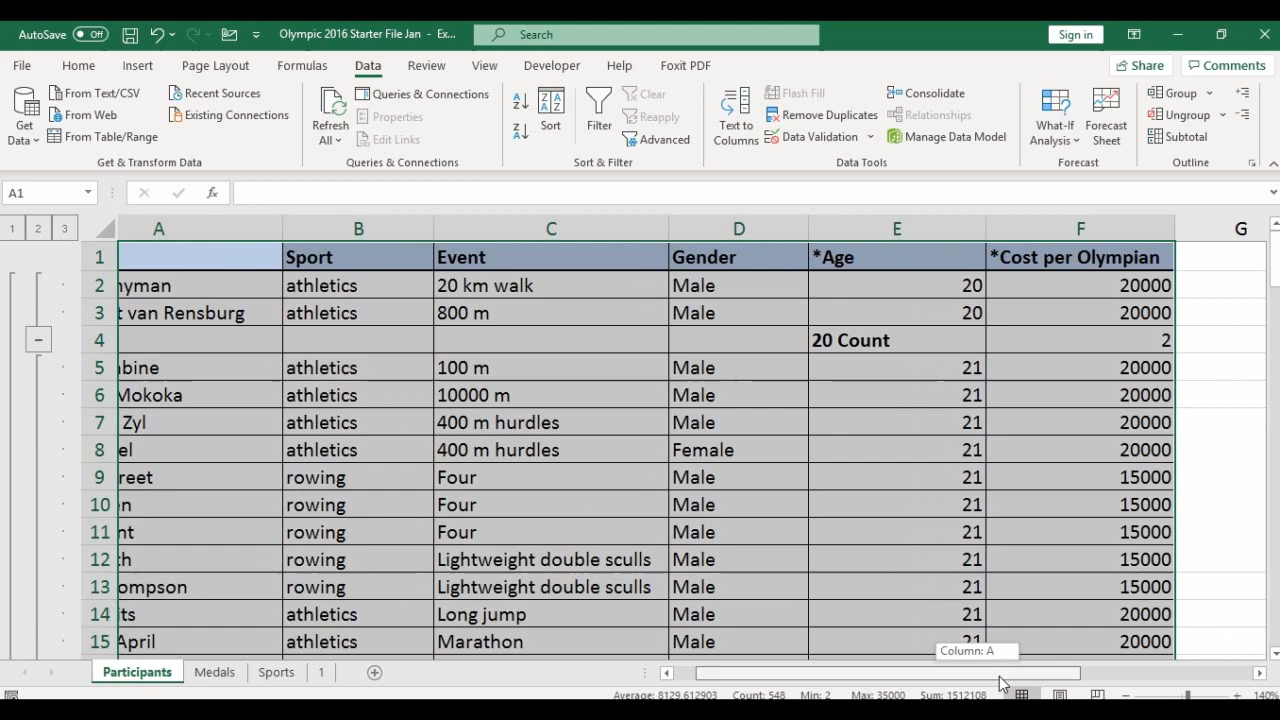 AutoSave Off Olympic 2016 Starter File Jan - Ex... Search Sign in
File Home Insert Page Layout Formulas Data Review View Developer Help Foxit PDF Share Comments
Get Data
From Text/CSV
From Web
From Table/Range
Recent Sources
Existing Connections
Get & Transform Data
Refresh All
Queries & Connections
Properties
Edit Links
Queries & Connections
Sort
Filter
Clear
Reapply
Advanced
Sort & Filter
Text to Columns
Flash Fill
Remove Duplicates
Data Validation
Consolidate
Relationships
Manage Data Model
Data Tools
What-If Analysis
Forecast Sheet
Forecast
Group
Ungroup
Subtotal
Outline
A1 fx
1 2 3 A B C D E F G
1 Sport Event Gender *Age *Cost per Olympian
2 nyman athletics 20 km walk Male 20 20000
3 t van Rensburg athletics 800 m Male 20 20000
4 20 Count 2
5 bine athletics 100 m Male 21 20000
6 Mokoka athletics 10000 m Male 21 20000
7 Zyl athletics 400 m hurdles Male 21 20000
8 el athletics 400 m hurdles Female 21 20000
9 reet rowing Four Male 21 15000
10 n rowing Four Male 21 15000
11 nt rowing Four Male 21 15000
12 th rowing Lightweight double sculls Male 21 15000
13 ompson rowing Lightweight double sculls Male 21 15000
14 its athletics Long jump Male 21 20000
15 April athletics Marathon Male 21 20000
Column: A
Participants Medals Sports 1
Average: 8129.612903 Count: 548 Min: 2 Max: 35000 Sum: 1512108 140%